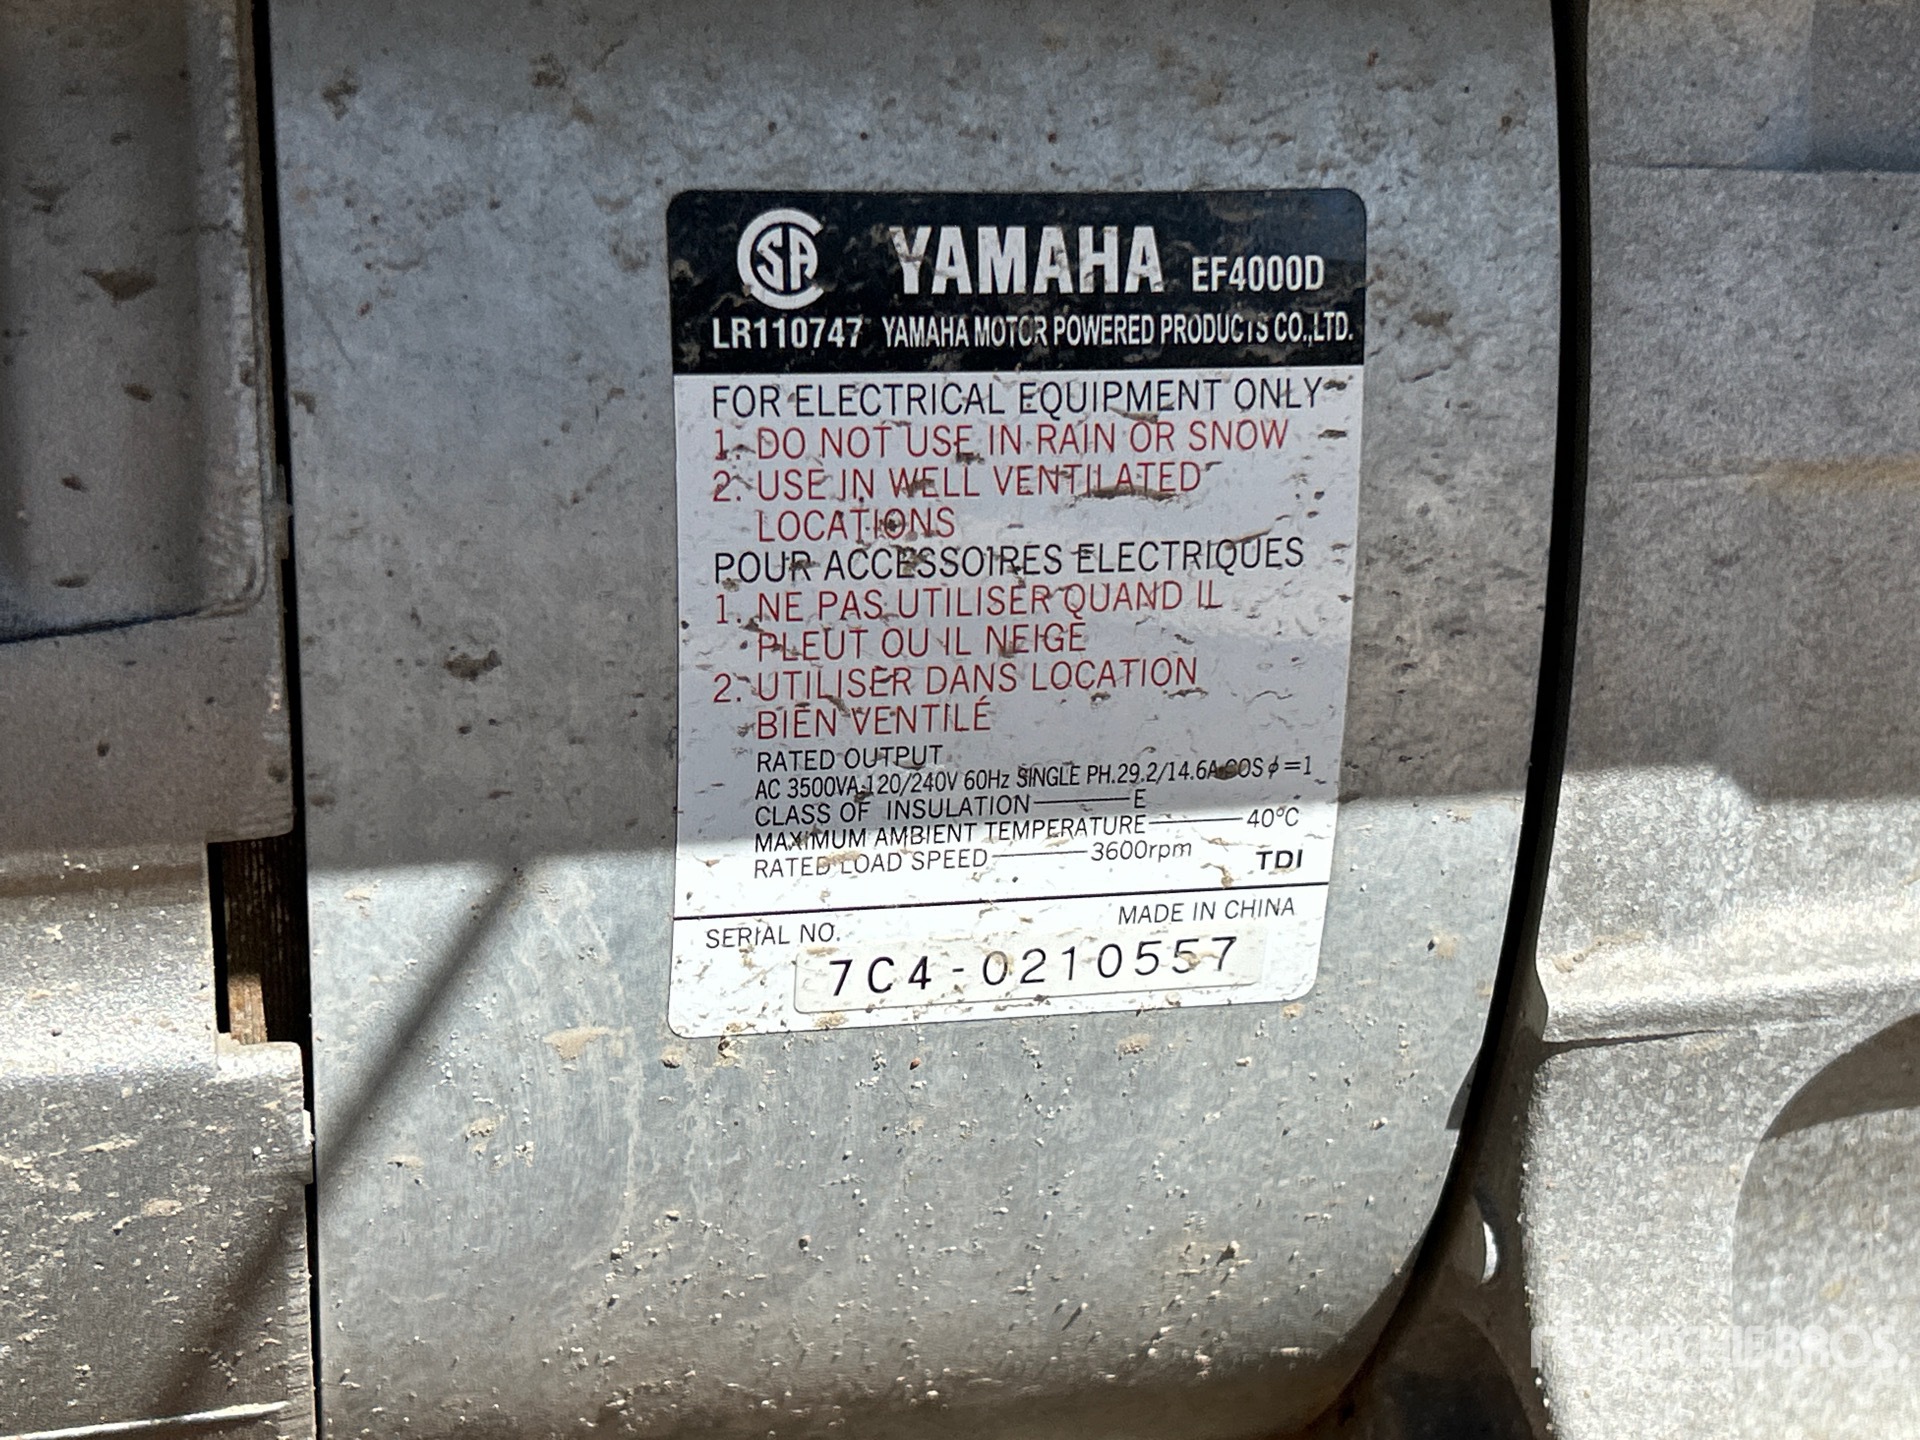 CSA YAMAHA EF4000D
LR110747 YAMAHA MOTOR POWERED PRODUCTS CO.,LTD.
FOR ELECTRICAL EQUIPMENT ONLY
1. DO NOT USE IN RAIN OR SNOW
2. USE IN WELL VENTILATED
LOCATIONS
POUR ACCESSOIRES ELECTRIQUES
1. NE PAS UTILISER QUAND IL
PLEUT OU IL NEIGE
2. UTILISER DANS LOCATION
BIEN VENTILÉ
RATED OUTPUT
AC 3500VA 120/240V 60Hz SINGLE PH. 29.2/14.6A COS φ=1
CLASS OF INSULATION E
MAXIMUM AMBIENT TEMPERATURE 40°C
RATED LOAD SPEED 3600rpm TDI
MADE IN CHINA
SERIAL NO.
7C4-0210557
RITCHIE BROS.